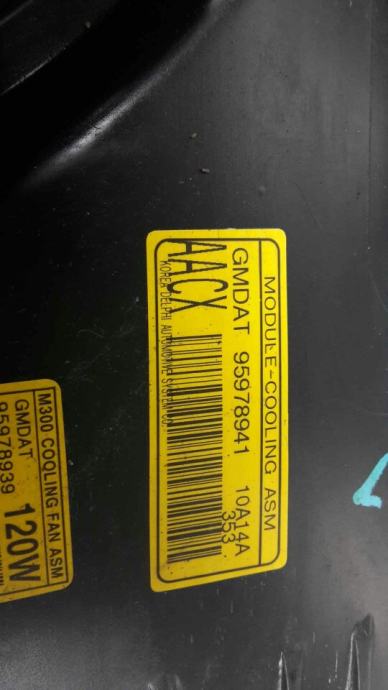 MODULE-COOLING ASM
GMDAT 95978941 10A14A
353
AACX
KOREA DELPHI AUTOMOTIVE SYSTEM CO.
M300 COOLING FAN ASM
GMDAT
95978939 120W